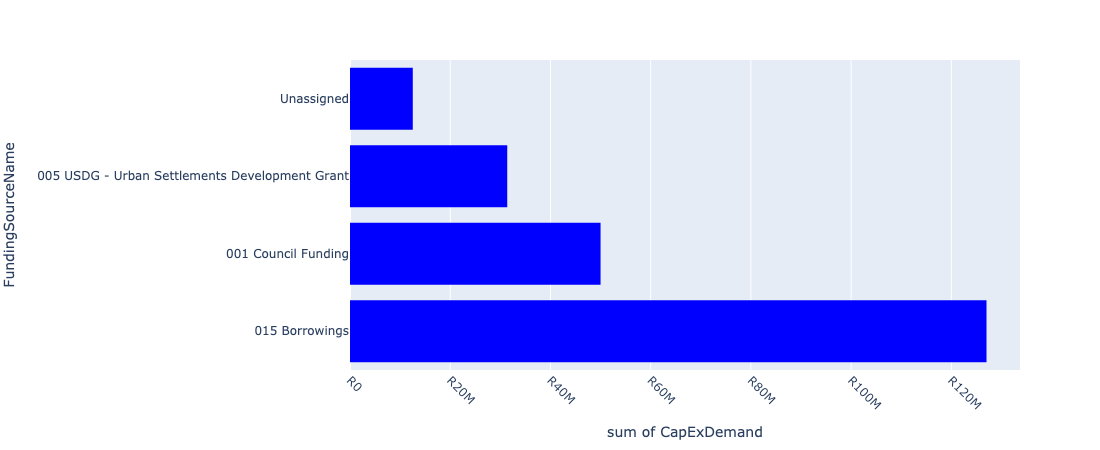 Unassigned
005 USDG - Urban Settlements Development Grant
001 Council Funding
015 Borrowings
FundingSourceName
R0
R20M
R40M
R60M
R80M
R100M
R120M
sum of CapExDemand